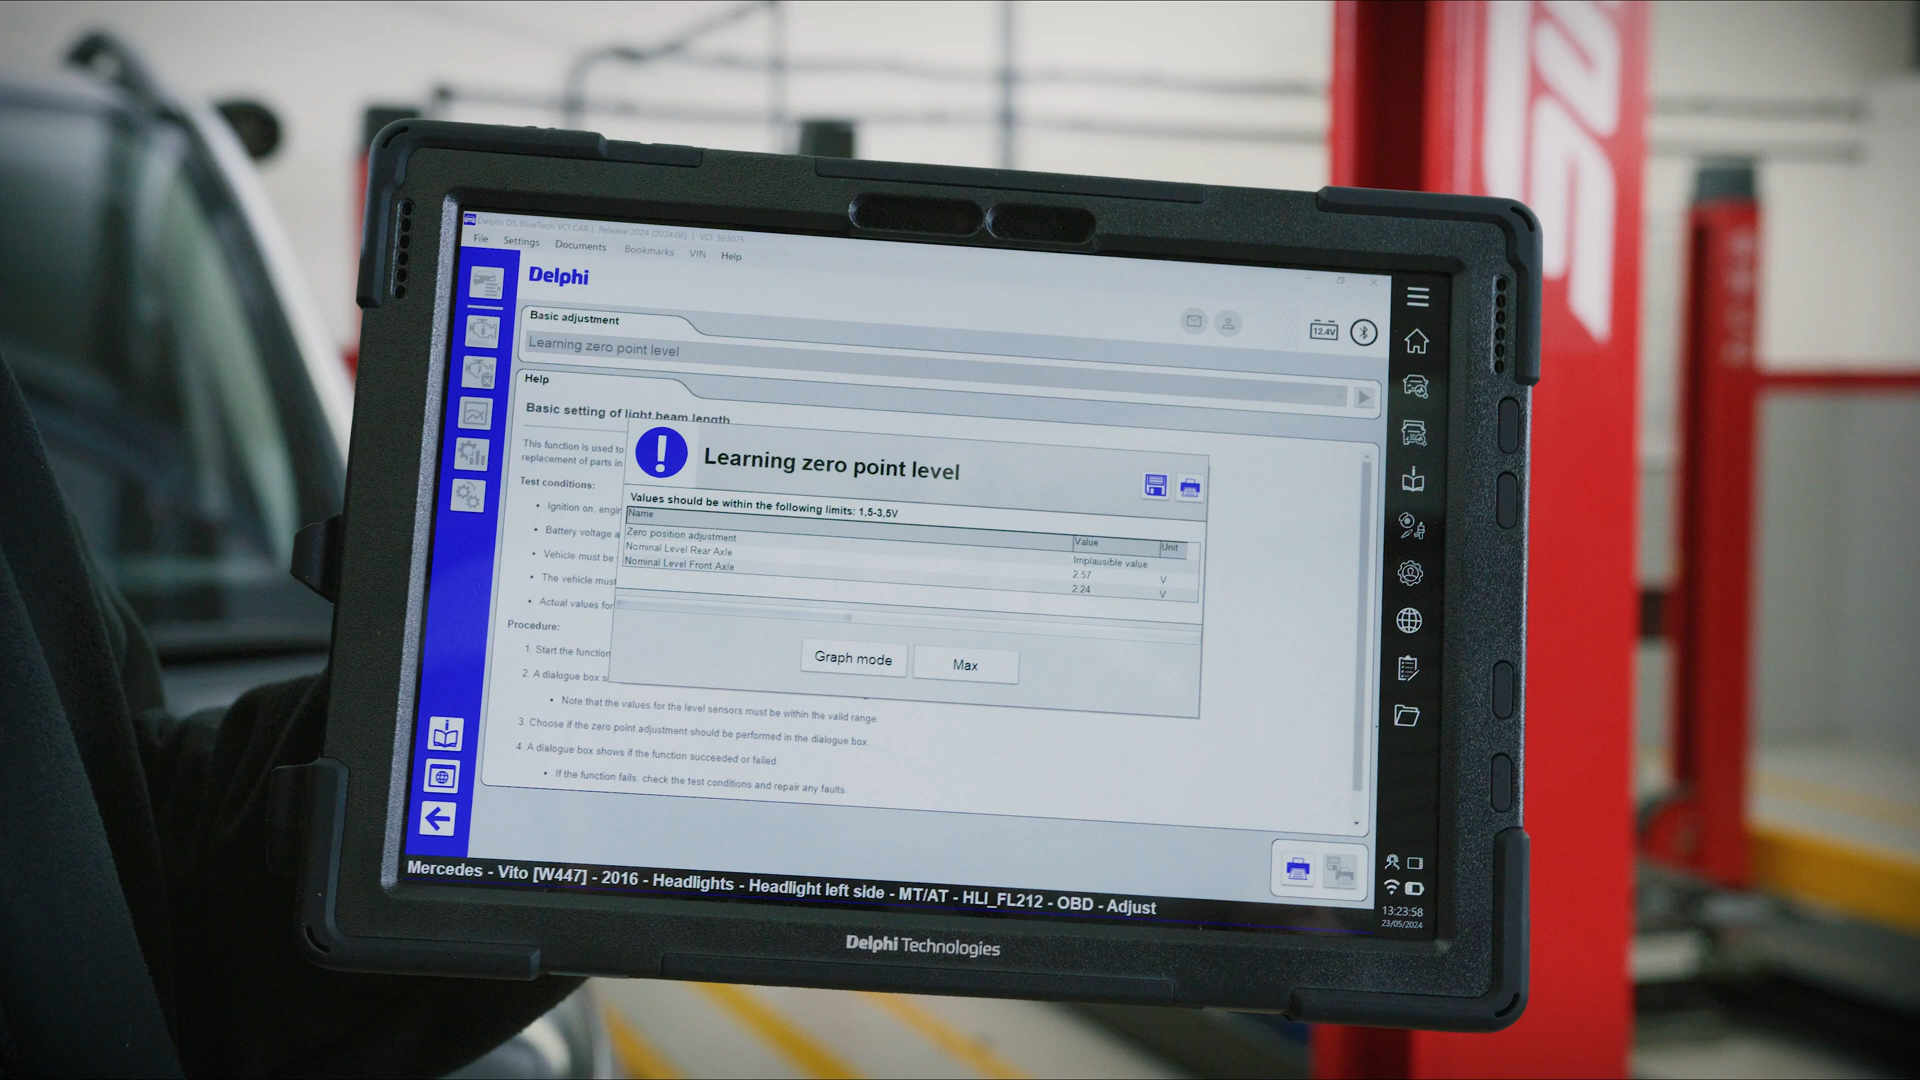 Delphi DS BlueTech VCI CAR | Release 2024 (2024.06) | VCI: 363075
File Settings Documents Bookmarks VIN Help
Delphi
Basic adjustment
Learning zero point level
12.4V
Help
Basic setting of light beam length
This function is used to
replacement of parts in
Learning zero point level
Values should be within the following limits: 1,5-3,5V
Name Value Unit
Zero position adjustment Implausible value
Nominal Level Rear Axle 2.57 V
Nominal Level Front Axle 2.24 V
Graph mode Max
Test conditions:
• Ignition on, engi
• Battery voltage a
• Vehicle must be
• The vehicle must
• Actual values for
Procedure:
1. Start the function
2. A dialogue box s
• Note that the values for the level sensors must be within the valid range.
3. Choose if the zero point adjustment should be performed in the dialogue box.
4. A dialogue box shows if the function succeeded or failed.
• If the function fails, check the test conditions and repair any faults.
Mercedes - Vito [W447] - 2016 - Headlights - Headlight left side - MT/AT - HLI_FL212 - OBD - Adjust
13:23:58
23/05/2024
Delphi Technologies